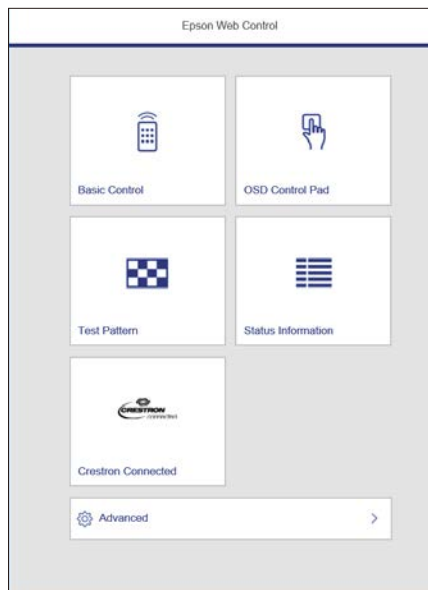 Epson Web Control
Basic Control
OSD Control Pad
Test Pattern
Status Information
CRESTRON
connected
Crestron Connected
Advanced